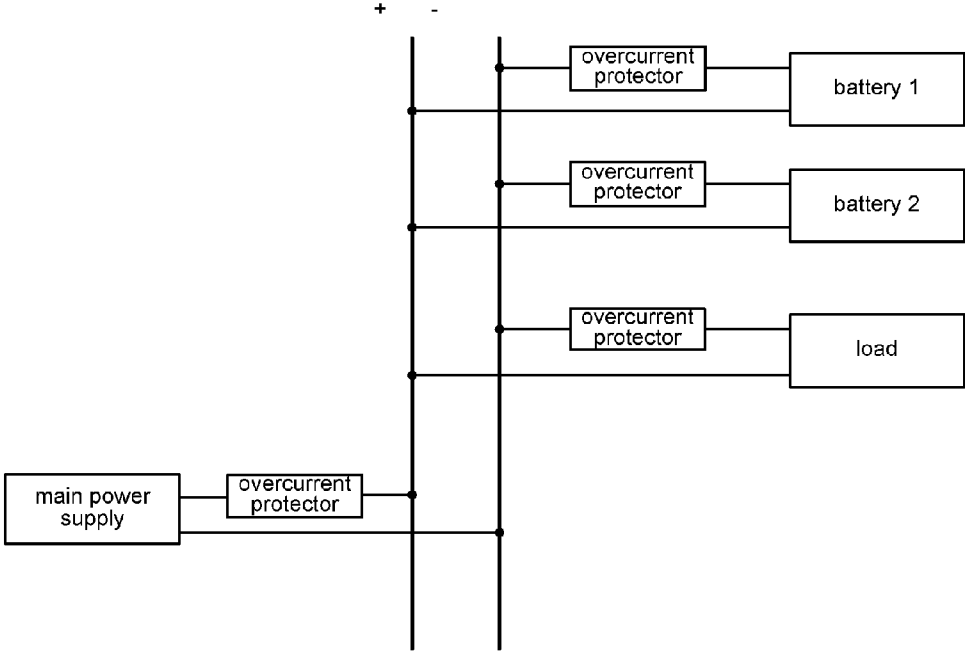 + -
overcurrent
protector
battery 1
overcurrent
protector
battery 2
overcurrent
protector
load
main power
supply
overcurrent
protector